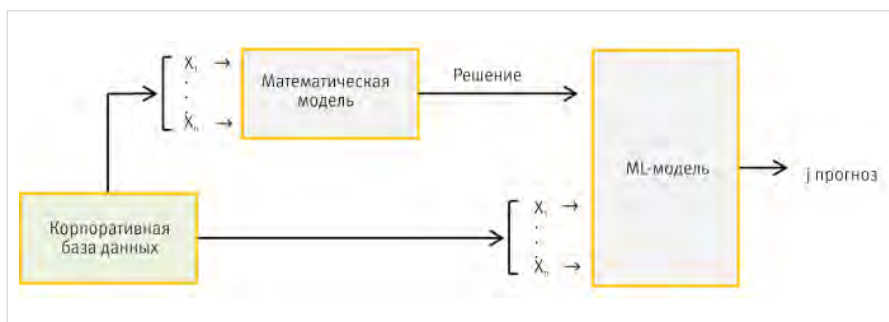 X₁ →
.
.
.
Xₙ →
Математическая
модель
Решение
ML-модель
j прогноз
Корпоративная
база данных
X₁ →
.
.
.
Xₙ →